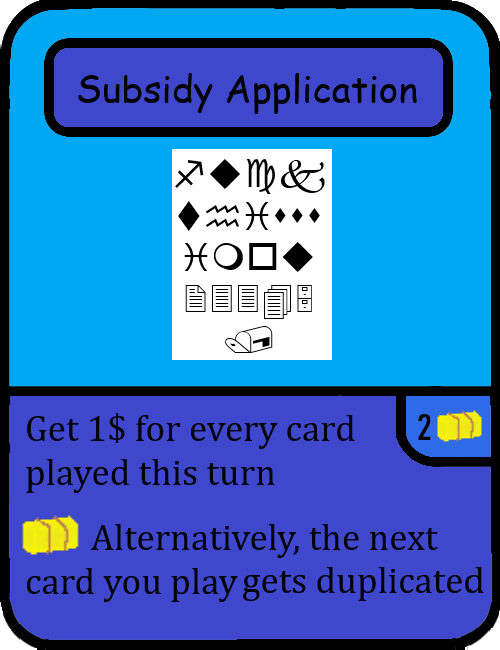 Subsidy Application
Get 1$ for every card
played this turn
2
Alternatively, the next
card you play gets duplicated